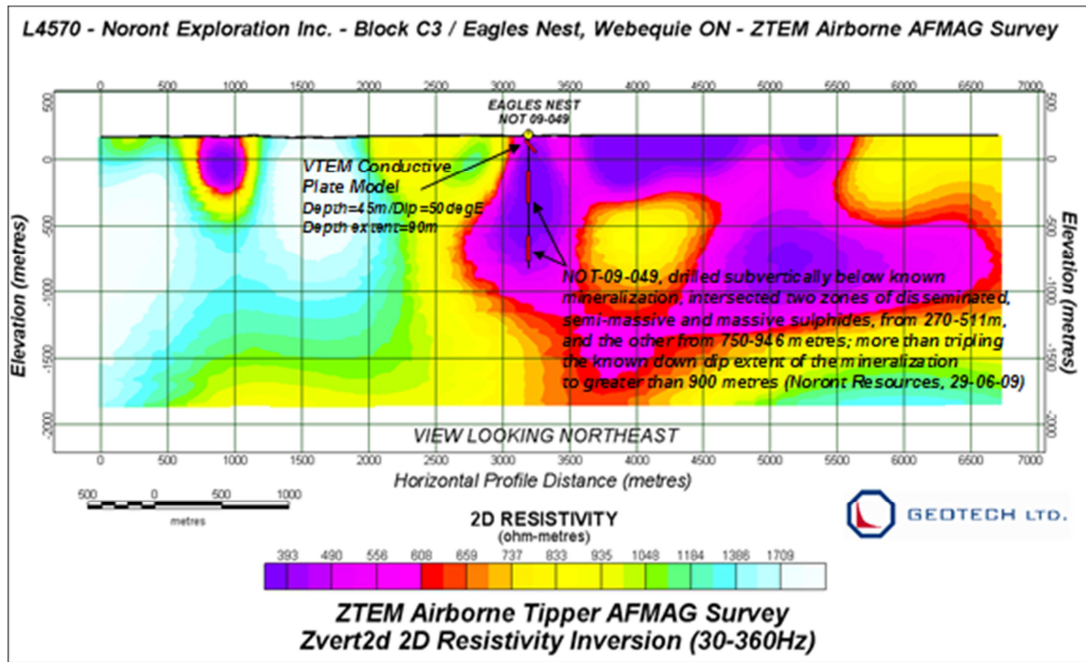 L4570 - Noront Exploration Inc. - Block C3 / Eagles Nest, Webequie ON - ZTEM Airborne AFMAG Survey
0 500 1000 1500 2000 2500 3000 3500 4000 4500 5000 5500 6000 6500 7000
EAGLES NEST
NOT 09-049
500 0 -500 -1000 -1500 -2000
Elevation (metres)
VTEM Conductive
Plate Model
Depth=45m/Dip=50degE
Depth extent=90m
NOT-09-049, drilled subvertically below known
mineralization, intersected two zones of disseminated,
semi-massive and massive sulphides, from 270-511m,
and the other from 750-946 metres; more than tripling
the known down dip extent of the mineralization
to greater than 900 metres (Noront Resources, 29-06-09)
500 0 -500 -1000 -1500 -2000
Elevation (metres)
VIEW LOOKING NORTHEAST
0 500 1000 1500 2000 2500 3000 3500 4000 4500 5000 5500 6000 6500 7000
Horizontal Profile Distance (metres)
500 0 500 1000
metres
GEOTECH LTD.
2D RESISTIVITY
(ohm-metres)
393 490 556 608 659 737 833 935 1048 1184 1386 1709
ZTEM Airborne Tipper AFMAG Survey
Zvert2d 2D Resistivity Inversion (30-360Hz)